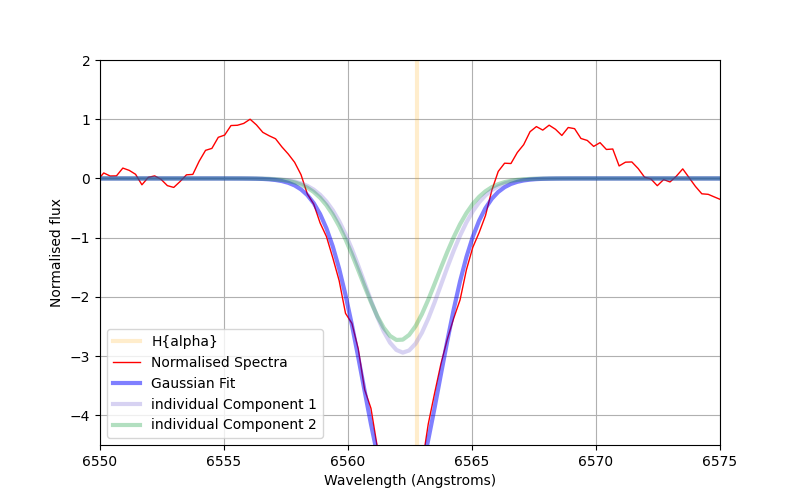 2
1
0
−1
−2
−3
−4
Normalised flux
H{alpha}
Normalised Spectra
Gaussian Fit
individual Component 1
individual Component 2
6550 6555 6560 6565 6570 6575
Wavelength (Angstroms)